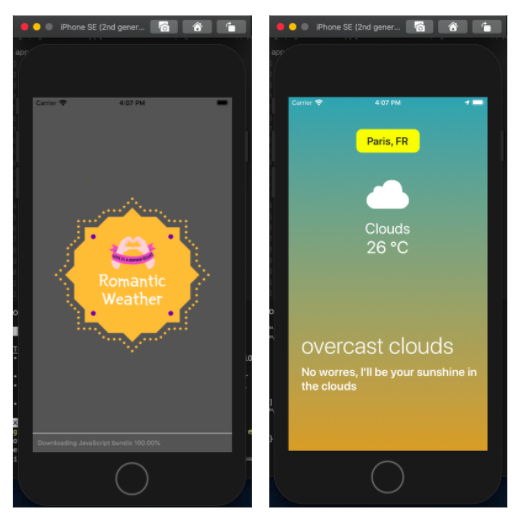 iPhone SE (2nd gener...
Carrier
4:07 PM
Romantic
Weather
Downloading JavaScript bundle 100.00%
iPhone SE (2nd gener...
Carrier
4:07 PM
Paris, FR
Clouds
26 °C
overcast clouds
No worres, I'll be your sunshine in
the clouds